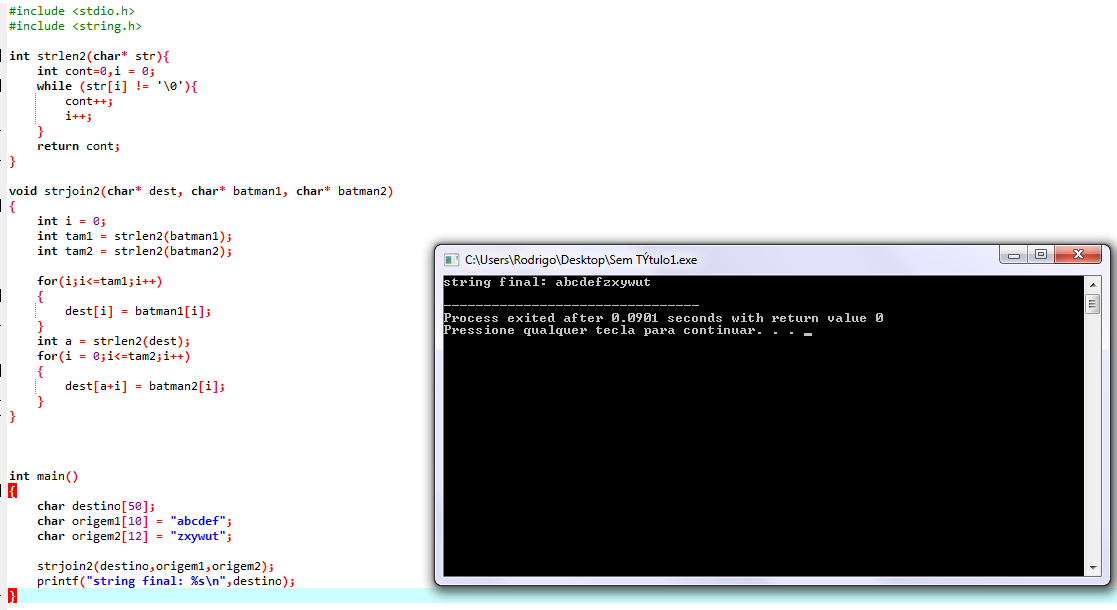 #include <stdio.h>
#include <string.h>
int strlen2(char* str){
int cont=0,i = 0;
while (str[i] != '\0'){
cont++;
i++;
}
return cont;
}
void strjoin2(char* dest, char* batman1, char* batman2)
{
int i = 0;
int tam1 = strlen2(batman1);
int tam2 = strlen2(batman2);
for(i;i<=tam1;i++)
{
dest[i] = batman1[i];
}
int a = strlen2(dest);
for(i = 0;i<=tam2;i++)
{
dest[a+i] = batman2[i];
}
}
int main()
{
char destino[50];
char origem1[10] = "abcdef";
char origem2[12] = "zxywut";
strjoin2(destino,origem1,origem2);
printf("string final: %s\n",destino);
}
C:\Users\Rodrigo\Desktop\Sem TÝtulo1.exe
string final: abcdefzxywut
--------------------------------
Process exited after 0.0901 seconds with return value 0
Pressione qualquer tecla para continuar. . . _